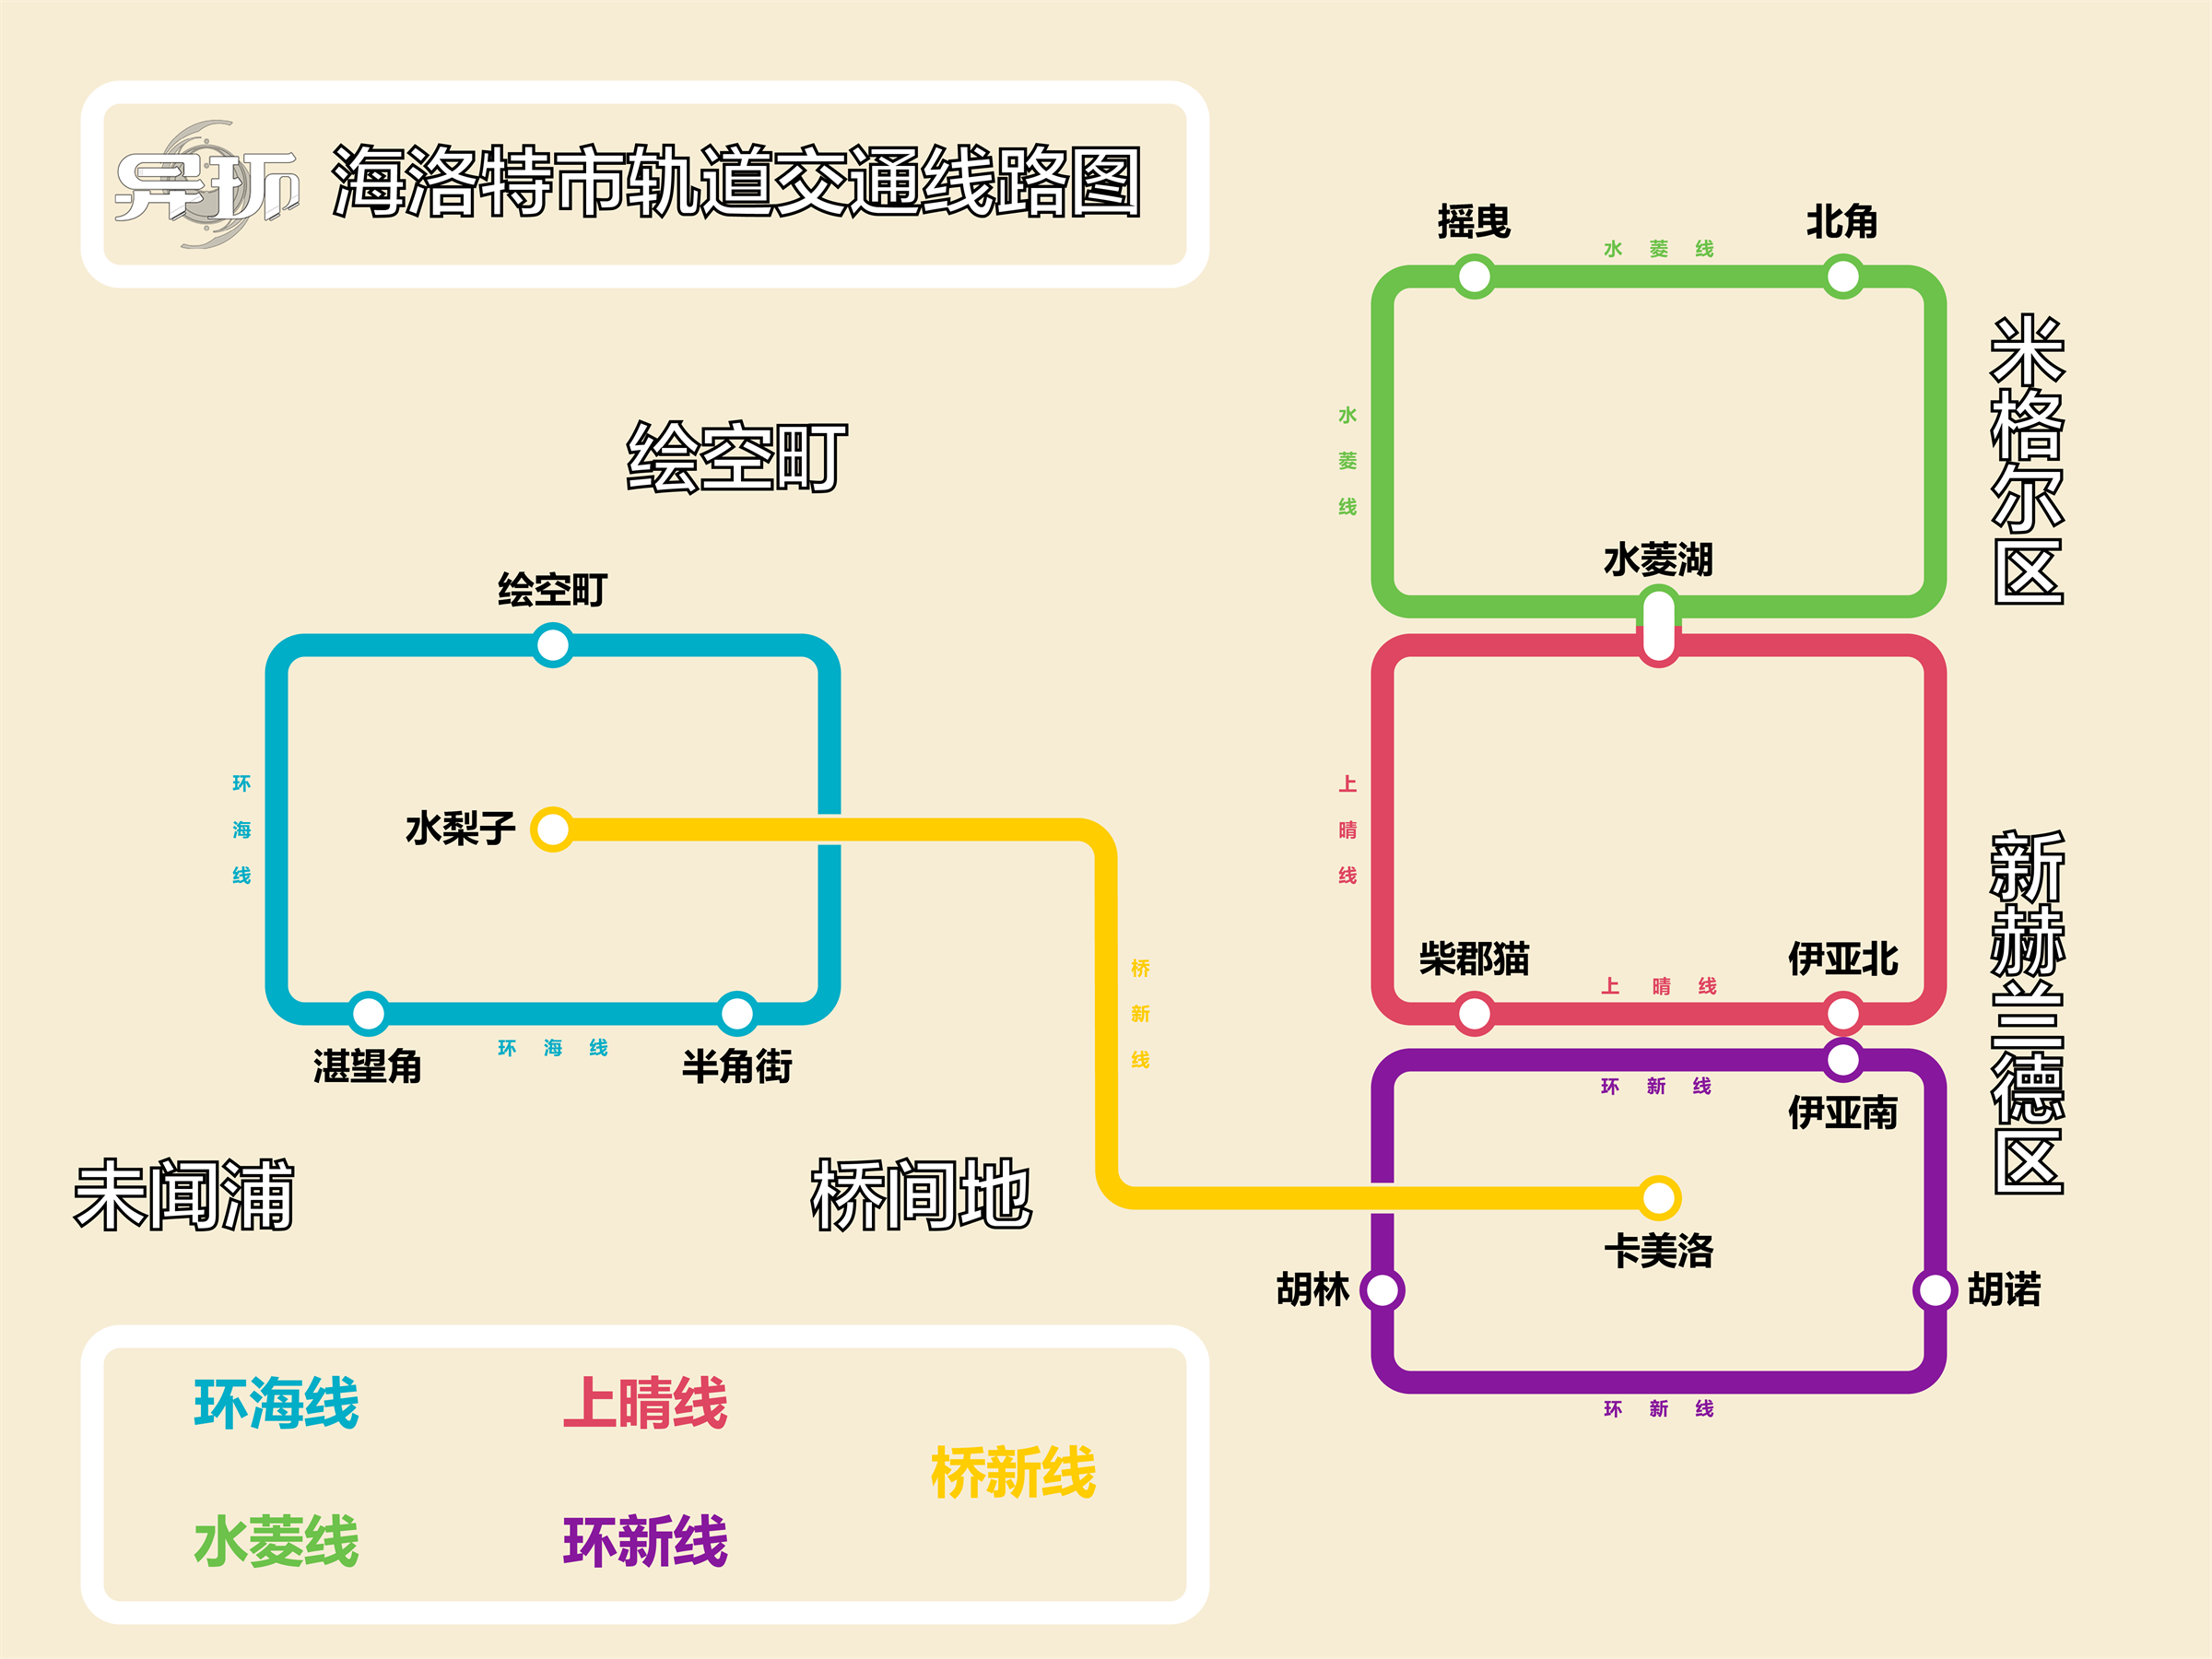 异环
海洛特市轨道交通线路图
摇曳
水菱线
北角
米格尔区
水菱线
绘空町
水菱湖
绘空町
环海线
水梨子
上晴线
新赫兰德区
柴郡猫
上晴线
伊亚北
桥新线
湛望角
环海线
半角街
环新线
伊亚南
未闻浦
桥间地
卡美洛
胡林
胡诺
环新线
环海线
上晴线
桥新线
水菱线
环新线